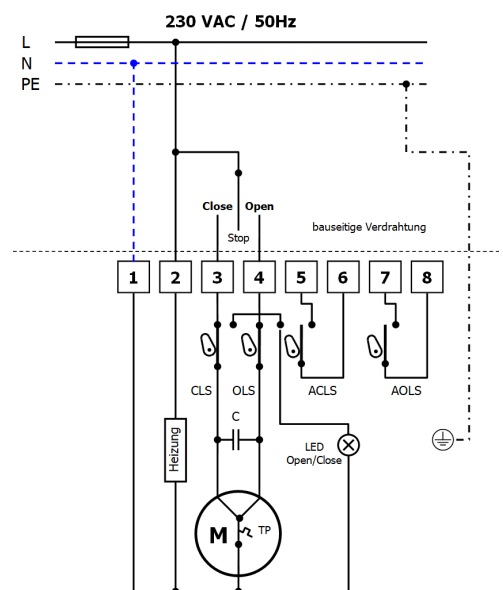 230 VAC / 50Hz
L
N
PE
Close Open
Stop
bauseitige Verdrahtung
1 2 3 4 5 6 7 8
CLS OLS ACLS AOLS
C
Heizung
LED
Open/Close
M TP